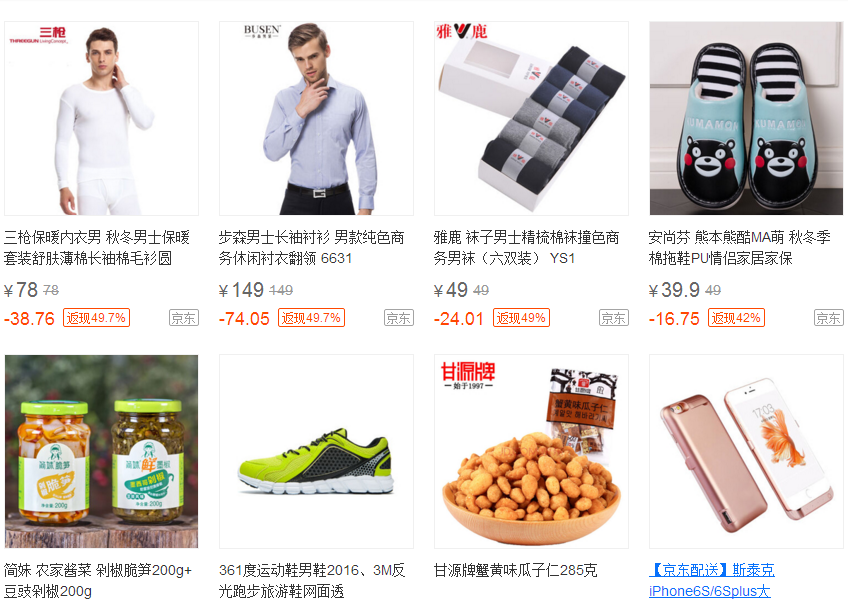 三枪
THREEGUN LivingConcept
BUSEN
雅鹿
KUMAMON
KUMAMON
三枪保暖内衣男 秋冬男士保暖
套装舒肤薄棉长袖棉毛衫圆
步森男士长袖衬衫 男款纯色商
务休闲衬衣翻领 6631
雅鹿 袜子男士精梳棉袜撞色商
务男袜（六双装） YS1
安尚芬 熊本熊酷MA萌 秋冬季
棉拖鞋PU情侣家居家保
¥78 78
¥149 149
¥49 49
¥39.9 49
-38.76 返现49.7% 京东
-74.05 返现49.7% 京东
-24.01 返现49% 京东
-16.75 返现42% 京东
甘源牌
始于1997
蟹黄味瓜子仁
17:03
脆笋
鲜
剁椒
200g
200g
简妹 农家酱菜 剁椒脆笋200g+
豆豉剁椒200g
361度运动鞋男鞋2016、3M反
光跑步旅游鞋网面透
甘源牌蟹黄味瓜子仁285克
【京东配送】斯泰克
iPhone6S/6Splus大